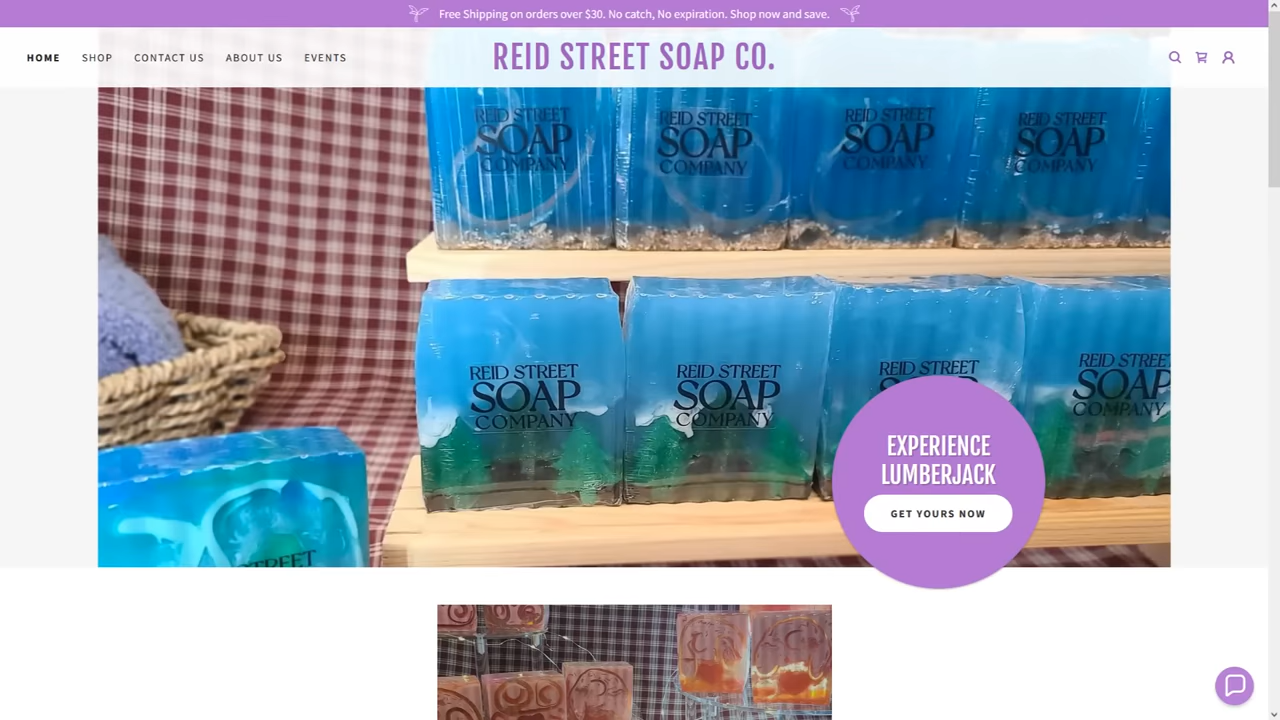 Free Shipping on orders over $30. No catch, No expiration. Shop now and save.
HOME SHOP CONTACT US ABOUT US EVENTS
REID STREET SOAP CO.
REID STREET
SOAP
COMPANY
REID STREET
SOAP
COMPANY
REID STREET
SOAP
COMPANY
REID STREET
SOAP
COMPANY
REID STREET
SOAP
COMPANY
REID STREET
SOAP
COMPANY
REID STREET
REID STREET
SOAP
COMPANY
EXPERIENCE
LUMBERJACK
GET YOURS NOW